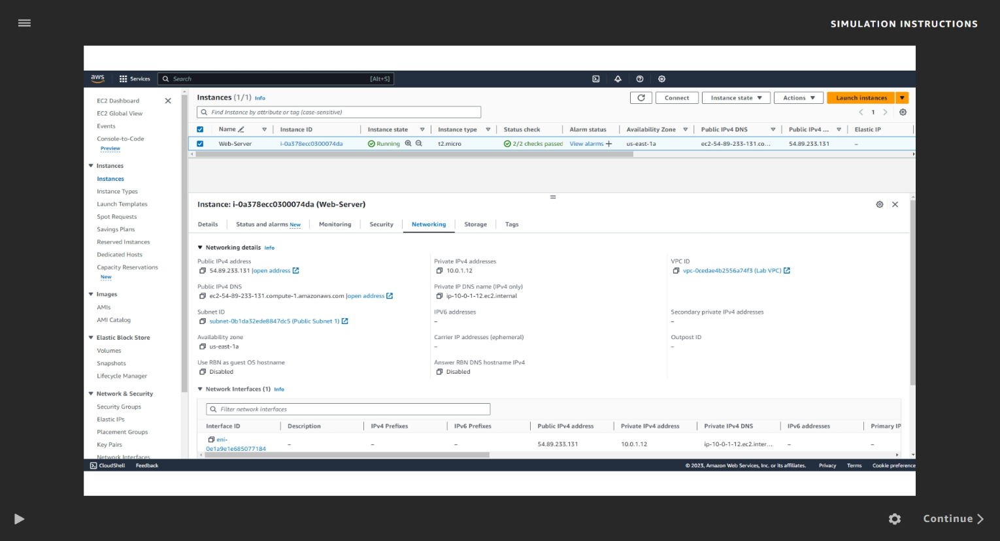 SIMULATION INSTRUCTIONS
aws Services Search [Alt+S]
EC2 Dashboard
EC2 Global View
Events
Console-to-Code
Preview
Instances
Instances
Instance Types
Launch Templates
Spot Requests
Savings Plans
Reserved Instances
Dedicated Hosts
Capacity Reservations
New
Images
AMIs
AMI Catalog
Elastic Block Store
Volumes
Snapshots
Lifecycle Manager
Network & Security
Security Groups
Elastic IPs
Placement Groups
Key Pairs
Network Interfaces
Instances (1/1) Info
Connect Instance state Actions Launch instances
Find Instance by attribute or tag (case-sensitive)
1
Name Instance ID Instance state Instance type Status check Alarm status Availability Zone Public IPv4 DNS Public IPv4 ... Elastic IP
Web-Server i-0a378ecc0300074da Running t2.micro 2/2 checks passed View alarms + us-east-1a ec2-54-89-233-131.co... 54.89.233.131 –
Instance: i-0a378ecc0300074da (Web-Server)
Details Status and alarms New Monitoring Security Networking Storage Tags
Networking details Info
Public IPv4 address
54.89.233.131 |open address
Public IPv4 DNS
ec2-54-89-233-131.compute-1.amazonaws.com |open address
Subnet ID
subnet-0b1da32ede8847dc5 (Public Subnet 1)
Availability zone
us-east-1a
Use RBN as guest OS hostname
Disabled
Private IPv4 addresses
10.0.1.12
Private IP DNS name (IPv4 only)
ip-10-0-1-12.ec2.internal
IPV6 addresses
–
Carrier IP addresses (ephemeral)
–
Answer RBN DNS hostname IPv4
Disabled
VPC ID
vpc-0cedae4b2556a74f3 (Lab VPC)
Secondary private IPv4 addresses
–
Outpost ID
–
Network Interfaces (1) Info
Filter network interfaces
Interface ID Description IPv4 Prefixes IPv6 Prefixes Public IPv4 address Private IPv4 address Private IPv4 DNS IPv6 addresses Primary IP
eni-
0e1a9e1e685077184 – – – 54.89.233.131 10.0.1.12 ip-10-0-1-12.ec2.inter... – –
CloudShell Feedback © 2023, Amazon Web Services, Inc. or its affiliates. Privacy Terms Cookie preference
Continue